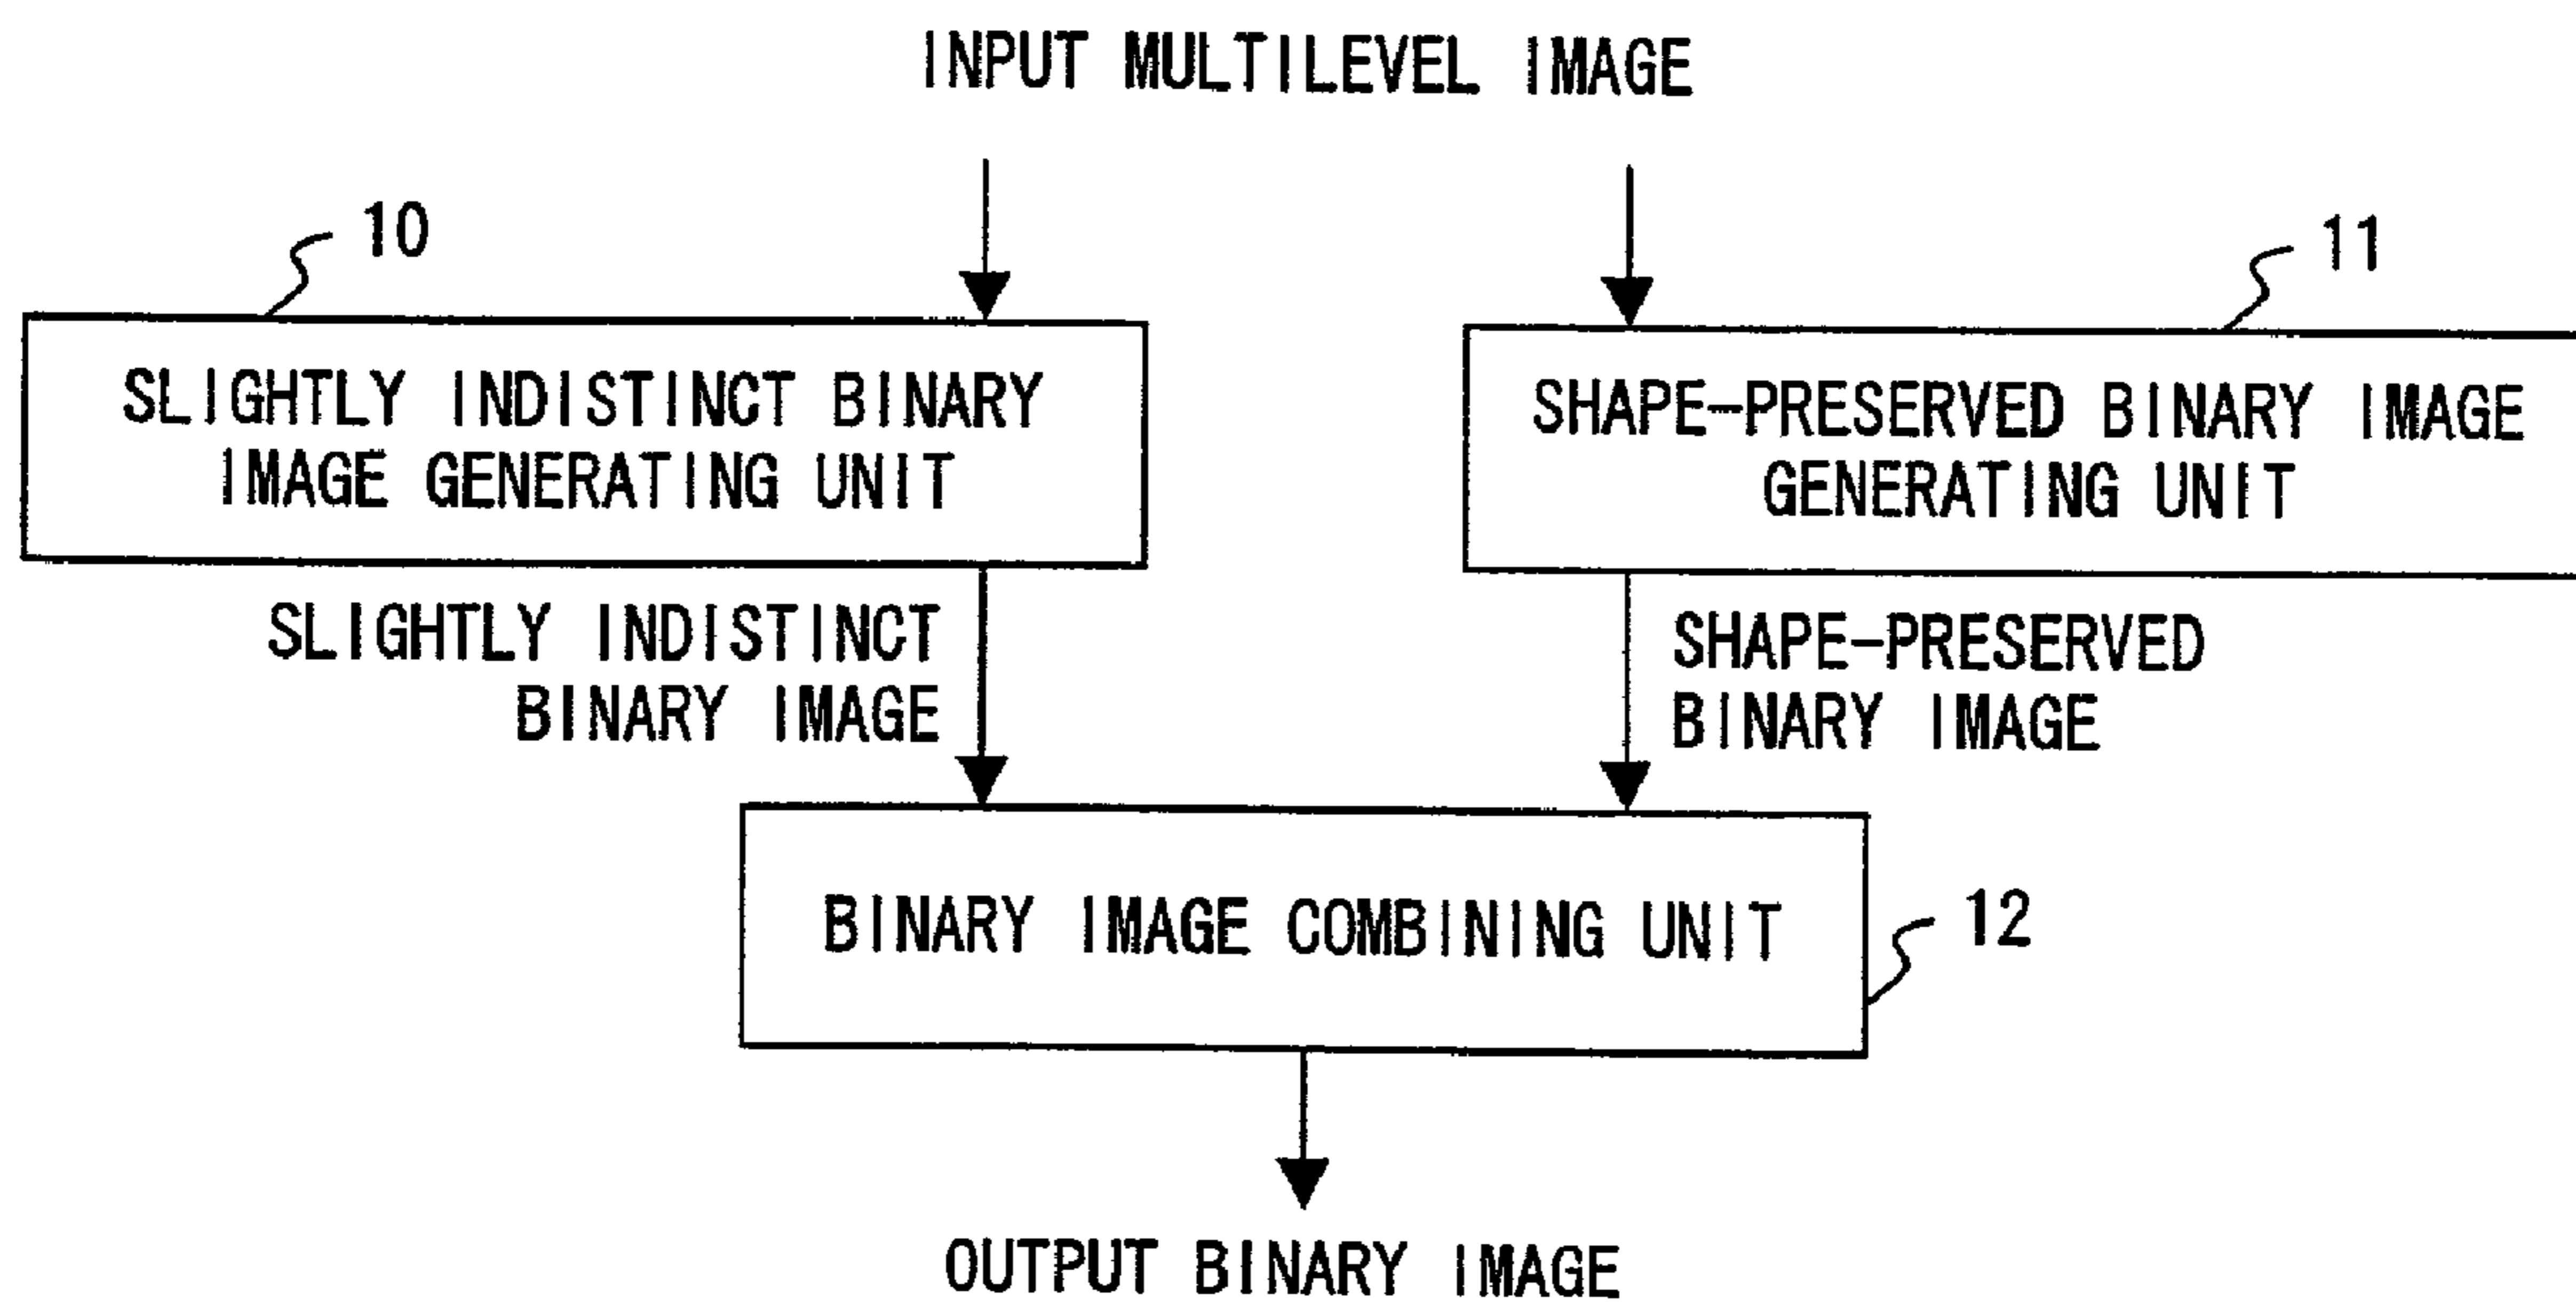 INPUT MULTILEVEL IMAGE
10
11
SLIGHTLY INDISTINCT BINARY
IMAGE GENERATING UNIT
SHAPE-PRESERVED BINARY IMAGE
GENERATING UNIT
SLIGHTLY INDISTINCT
BINARY IMAGE
SHAPE-PRESERVED
BINARY IMAGE
BINARY IMAGE COMBINING UNIT
12
OUTPUT BINARY IMAGE